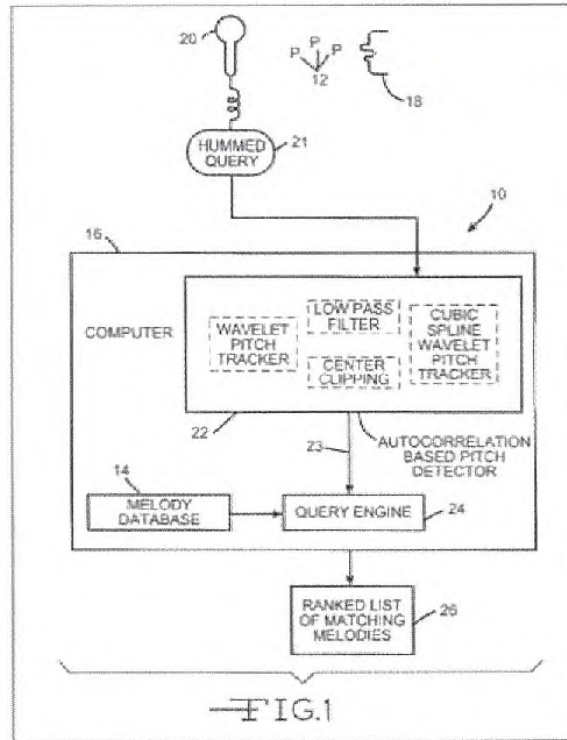 20
P P P
12
18
HUMMED
QUERY
21
10
16
COMPUTER
WAVELET
PITCH
TRACKER
LOW PASS
FILTER
CENTER
CLIPPING
CUBIC
SPLINE
WAVELET
PITCH
TRACKER
22
23
AUTOCORRELATION
BASED PITCH
DETECTOR
14
MELODY
DATABASE
QUERY ENGINE
24
RANKED LIST
OF MATCHING
MELODIES
26
FIG.1